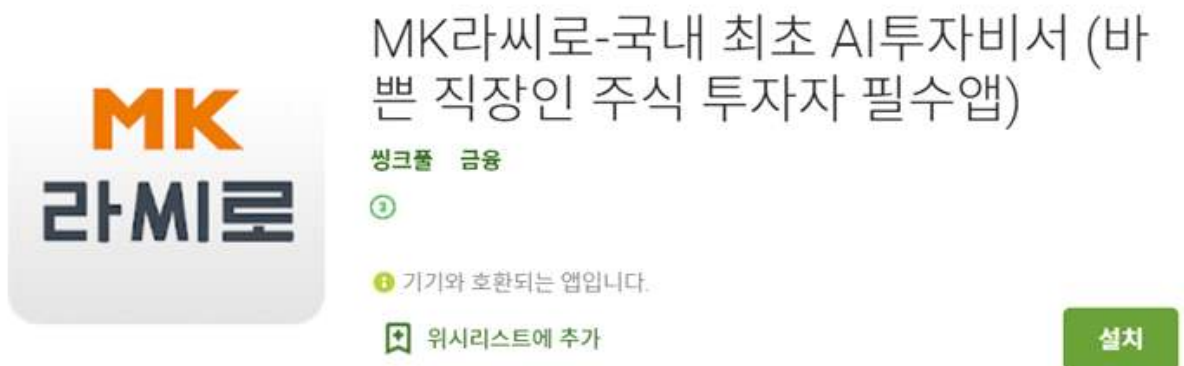 MK
라씨로
MK라씨로-국내 최초 AI투자비서 (바
쁜 직장인 주식 투자자 필수앱)
씽크풀 금융
3
기기와 호환되는 앱입니다.
위시리스트에 추가
설치